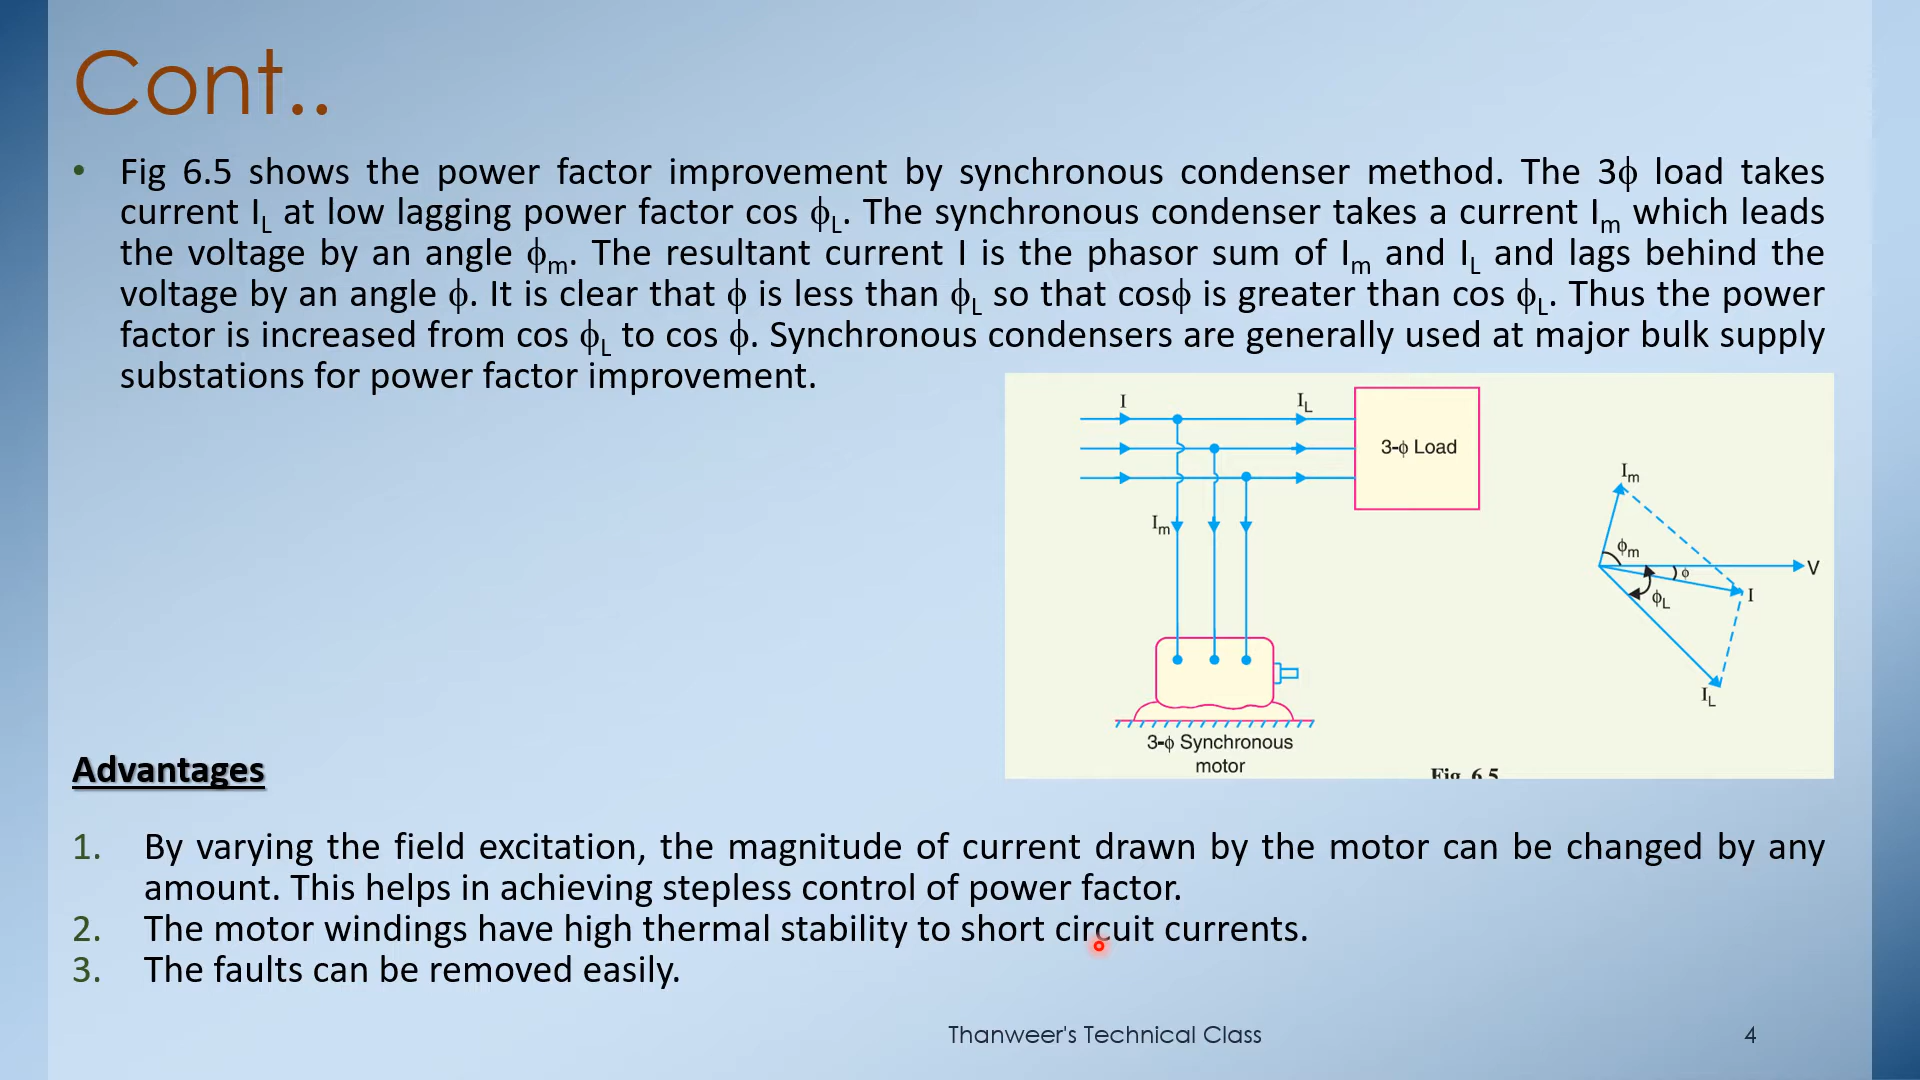 Cont..
• Fig 6.5 shows the power factor improvement by synchronous condenser method. The 3ϕ load takes
current I_L at low lagging power factor cos ϕ_L. The synchronous condenser takes a current I_m which leads
the voltage by an angle ϕ_m. The resultant current I is the phasor sum of I_m and I_L and lags behind the
voltage by an angle ϕ. It is clear that ϕ is less than ϕ_L so that cosϕ is greater than cos ϕ_L. Thus the power
factor is increased from cos ϕ_L to cos ϕ. Synchronous condensers are generally used at major bulk supply
substations for power factor improvement.
I
I_L
3-ϕ Load
I_m
I_m
ϕ_m
V
ϕ
I
ϕ_L
I_L
3-ϕ Synchronous
motor
Fig. 6.5
Advantages
1. By varying the field excitation, the magnitude of current drawn by the motor can be changed by any
amount. This helps in achieving stepless control of power factor.
2. The motor windings have high thermal stability to short circuit currents.
3. The faults can be removed easily.
Thanweer's Technical Class
4